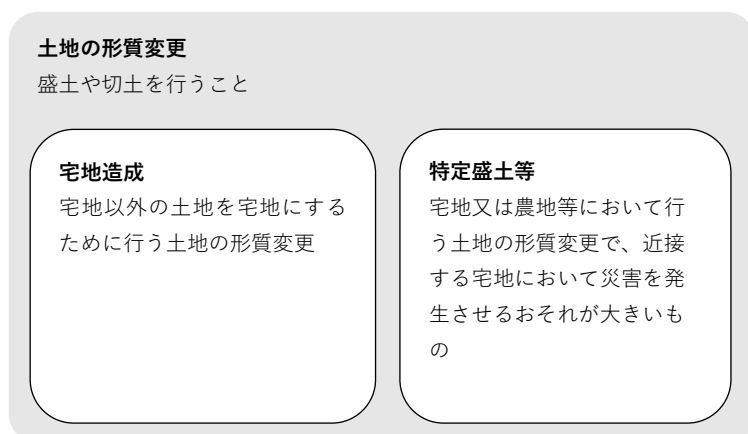 土地の形質変更
盛土や切土を行うこと
宅地造成
宅地以外の土地を宅地にする
ために行う土地の形質変更
特定盛土等
宅地又は農地等において行
う土地の形質変更で、近接
する宅地において災害を発
生させるおそれが大きいも
の